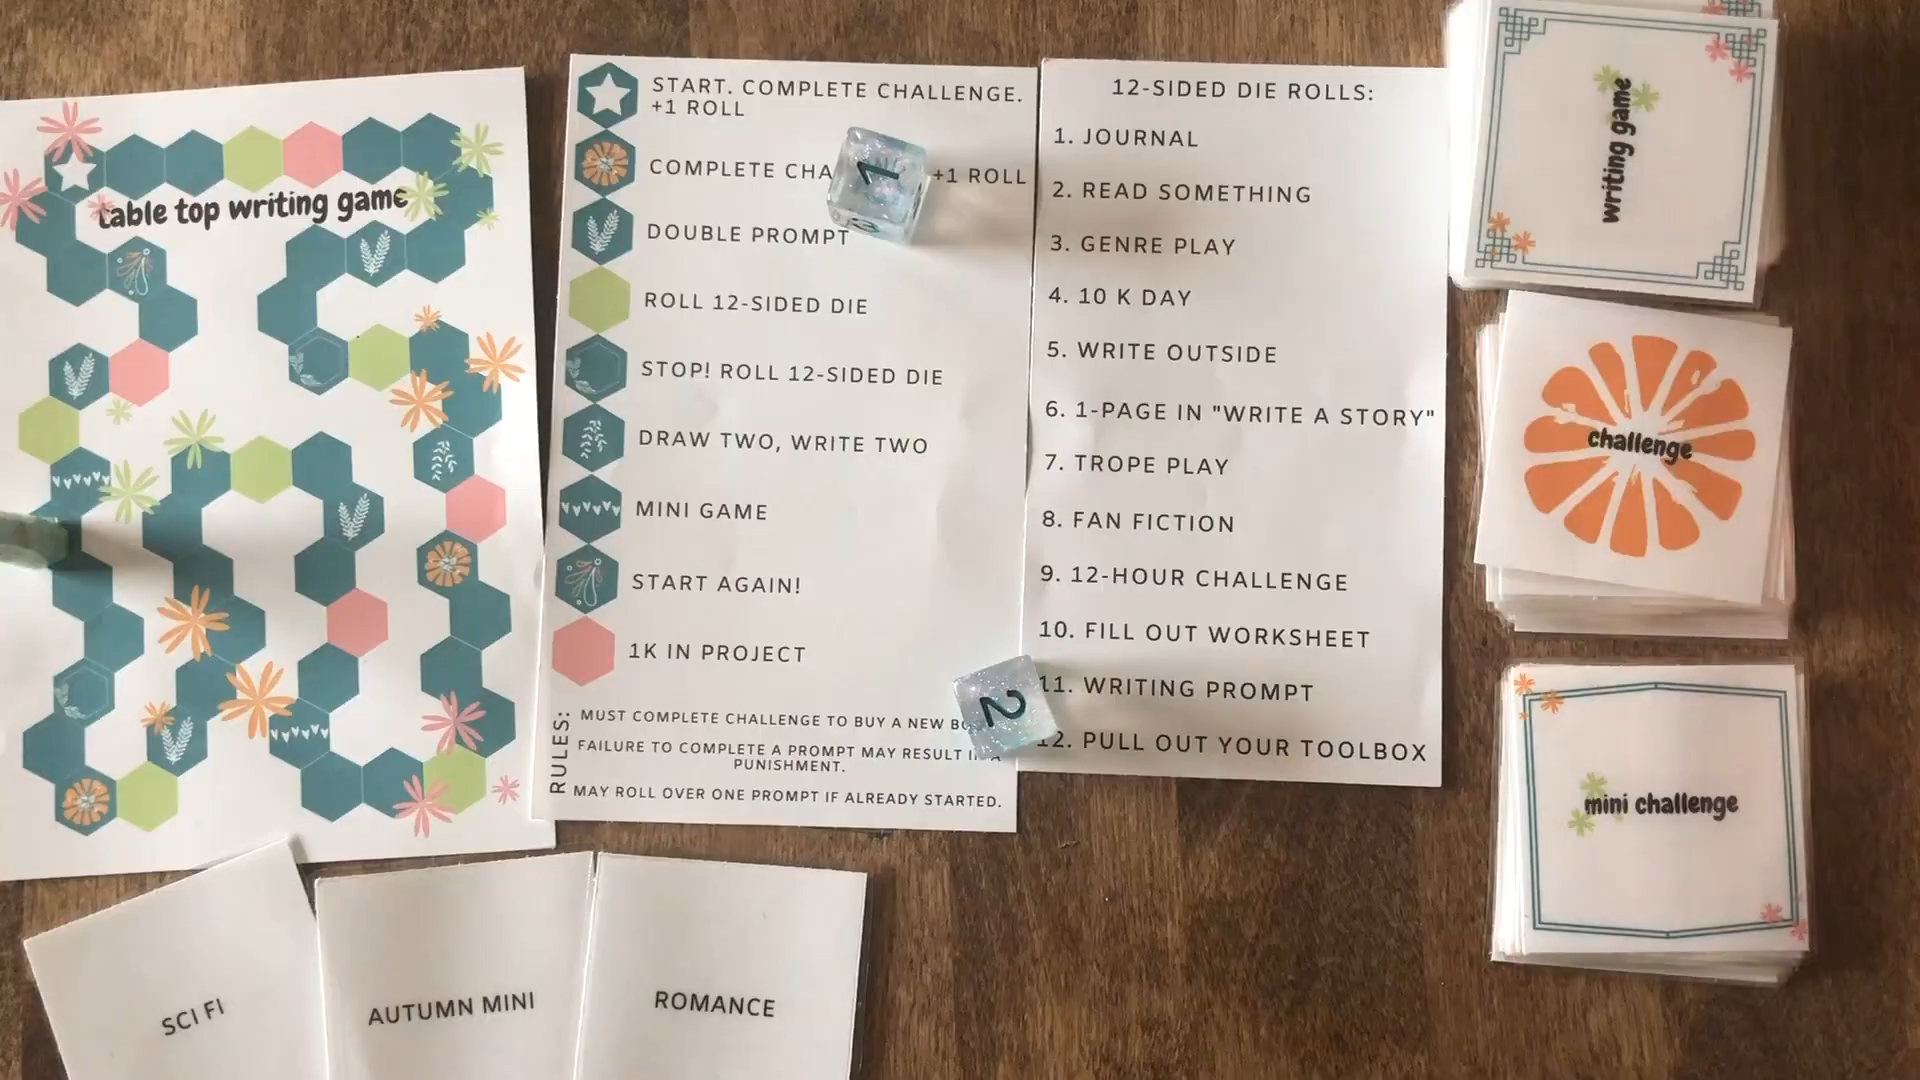 table top writing game
START. COMPLETE CHALLENGE.
+1 ROLL
COMPLETE +1 ROLL
DOUBLE PROMPT
ROLL 12-SIDED DIE
STOP! ROLL 12-SIDED DIE
DRAW TWO, WRITE TWO
MINI GAME
START AGAIN!
1K IN PROJECT
RULES:
MUST COMPLETE CHALLENGE TO BUY A NEW
FAILURE TO COMPLETE A PROMPT MAY RESULT IN A
PUNISHMENT.
MAY ROLL OVER ONE PROMPT IF ALREADY STARTED.
1
2
12-SIDED DIE ROLLS:
1. JOURNAL
2. READ SOMETHING
3. GENRE PLAY
4. 10 K DAY
5. WRITE OUTSIDE
6. 1-PAGE IN "WRITE A STORY"
7. TROPE PLAY
8. FAN FICTION
9. 12-HOUR CHALLENGE
10. FILL OUT WORKSHEET
11. WRITING PROMPT
12. PULL OUT YOUR TOOLBOX
writing game
challenge
mini challenge
SCI FI
AUTUMN MINI
ROMANCE